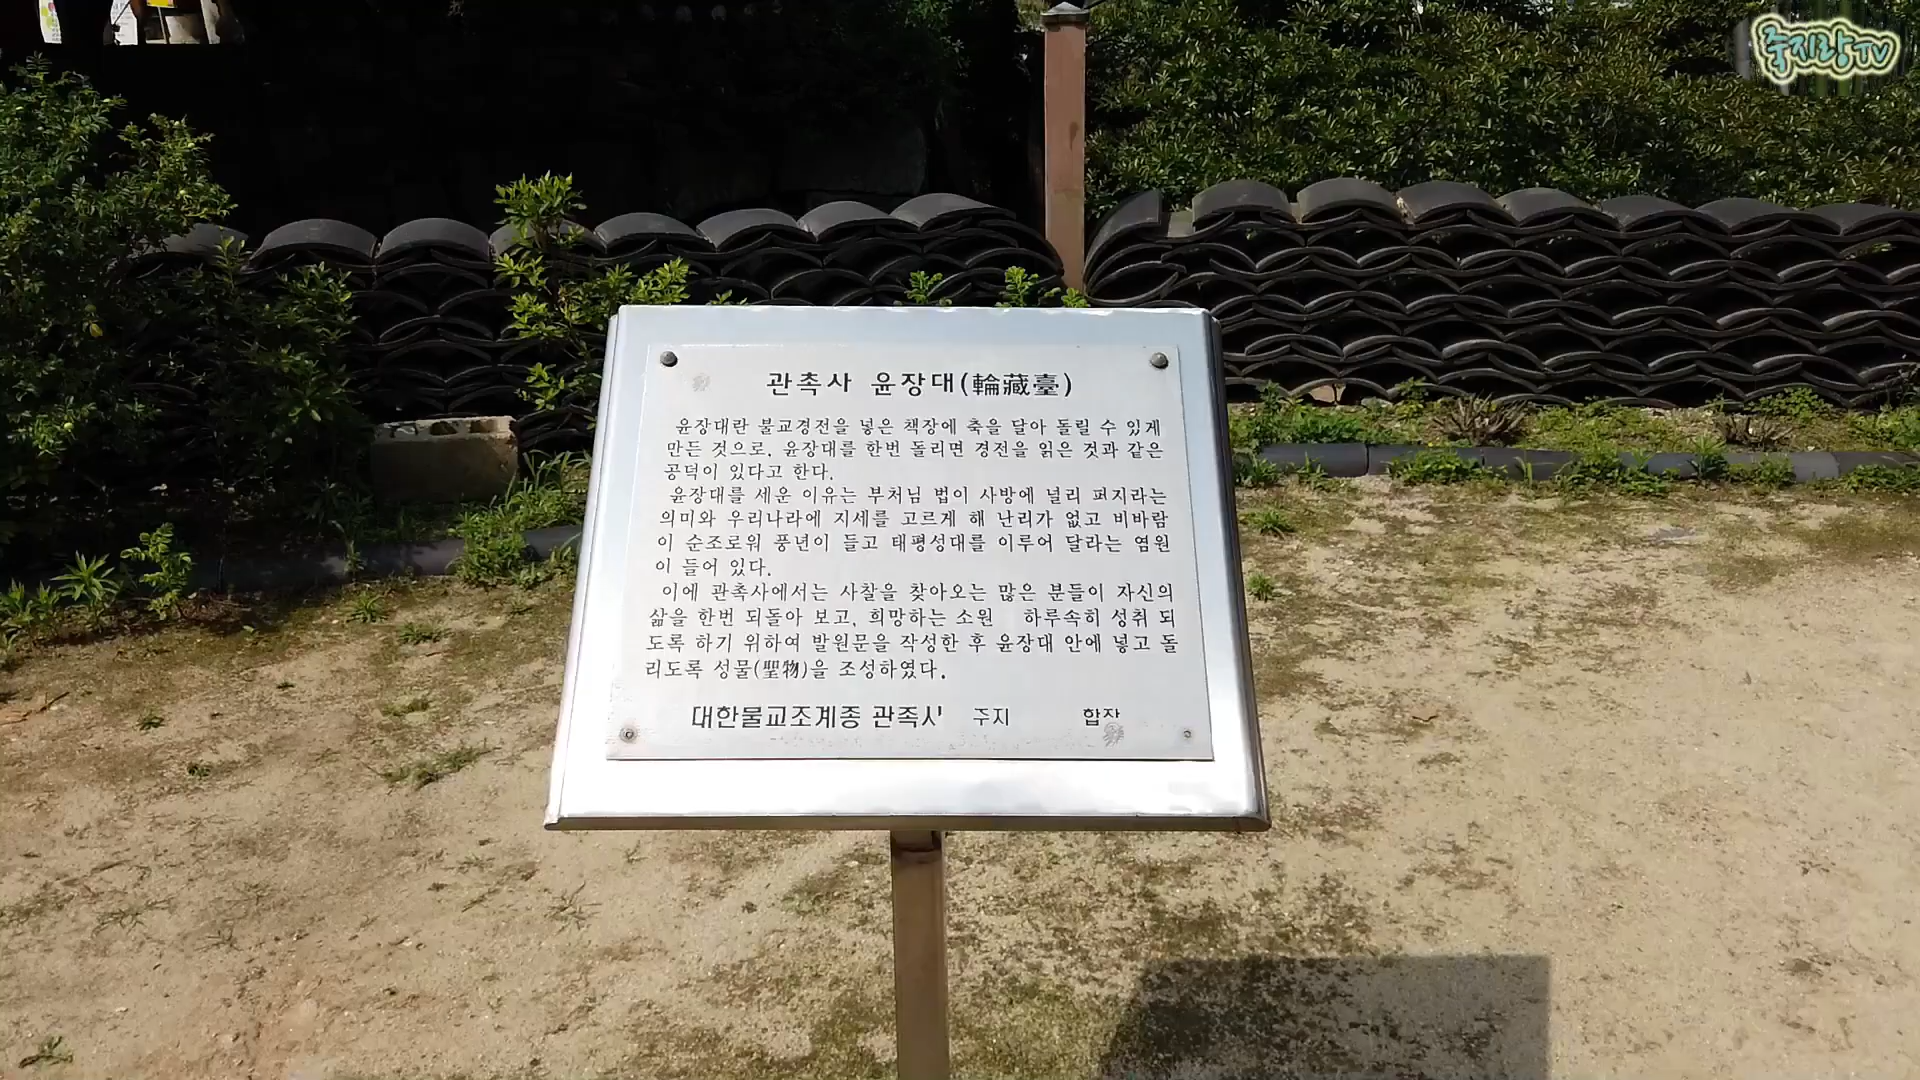 죽지랑TV
관촉사 윤장대(輪藏臺)
윤장대란 불교경전을 넣은 책장에 축을 달아 돌릴 수 있게
만든 것으로, 윤장대를 한번 돌리면 경전을 읽은 것과 같은
공덕이 있다고 한다.
윤장대를 세운 이유는 부처님 법이 사방에 널리 퍼지라는
의미와 우리나라에 지세를 고르게 해 난리가 없고 비바람
이 순조로워 풍년이 들고 태평성대를 이루어 달라는 염원
이 들어 있다.
이에 관촉사에서는 사찰을 찾아오는 많은 분들이 자신의
삶을 한번 되돌아 보고, 희망하는 소원 하루속히 성취 되
도록 하기 위하여 발원문을 작성한 후 윤장대 안에 넣고 돌
리도록 성물(聖物)을 조성하였다.
대한불교조계종 관촉사 주지 합장